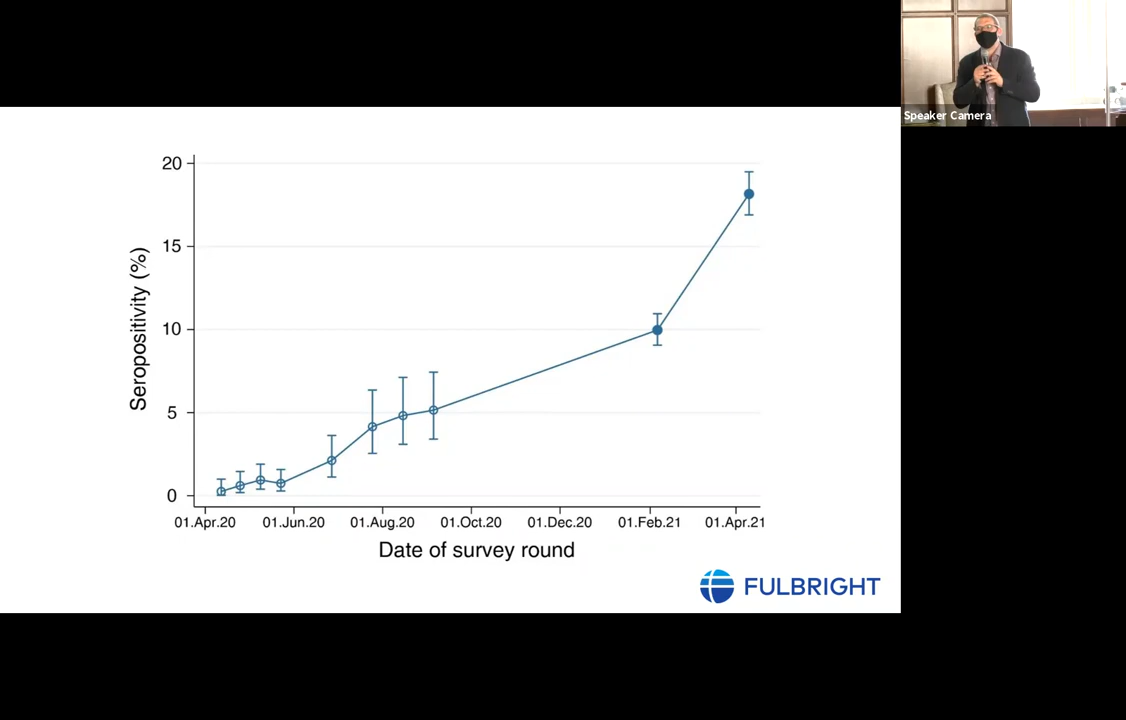 Speaker Camera
Seropositivity (%)
20
15
10
5
0
01.Apr.20 01.Jun.20 01.Aug.20 01.Oct.20 01.Dec.20 01.Feb.21 01.Apr.21
Date of survey round
FULBRIGHT